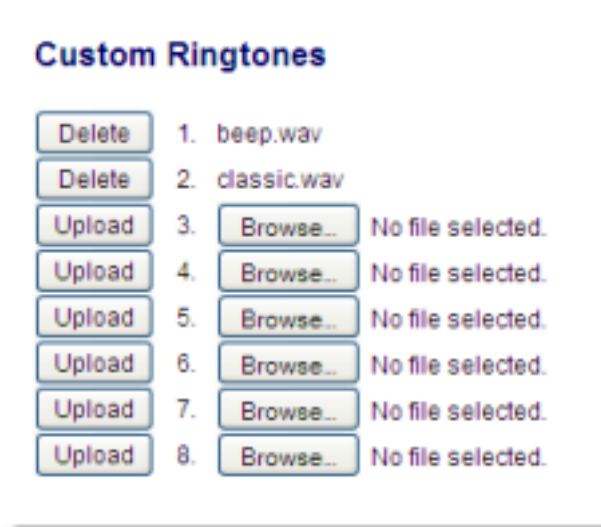 Custom Ringtones
Delete 1. beep.wav
Delete 2. classic.wav
Upload 3. Browse... No file selected.
Upload 4. Browse... No file selected.
Upload 5. Browse... No file selected.
Upload 6. Browse... No file selected.
Upload 7. Browse... No file selected.
Upload 8. Browse... No file selected.